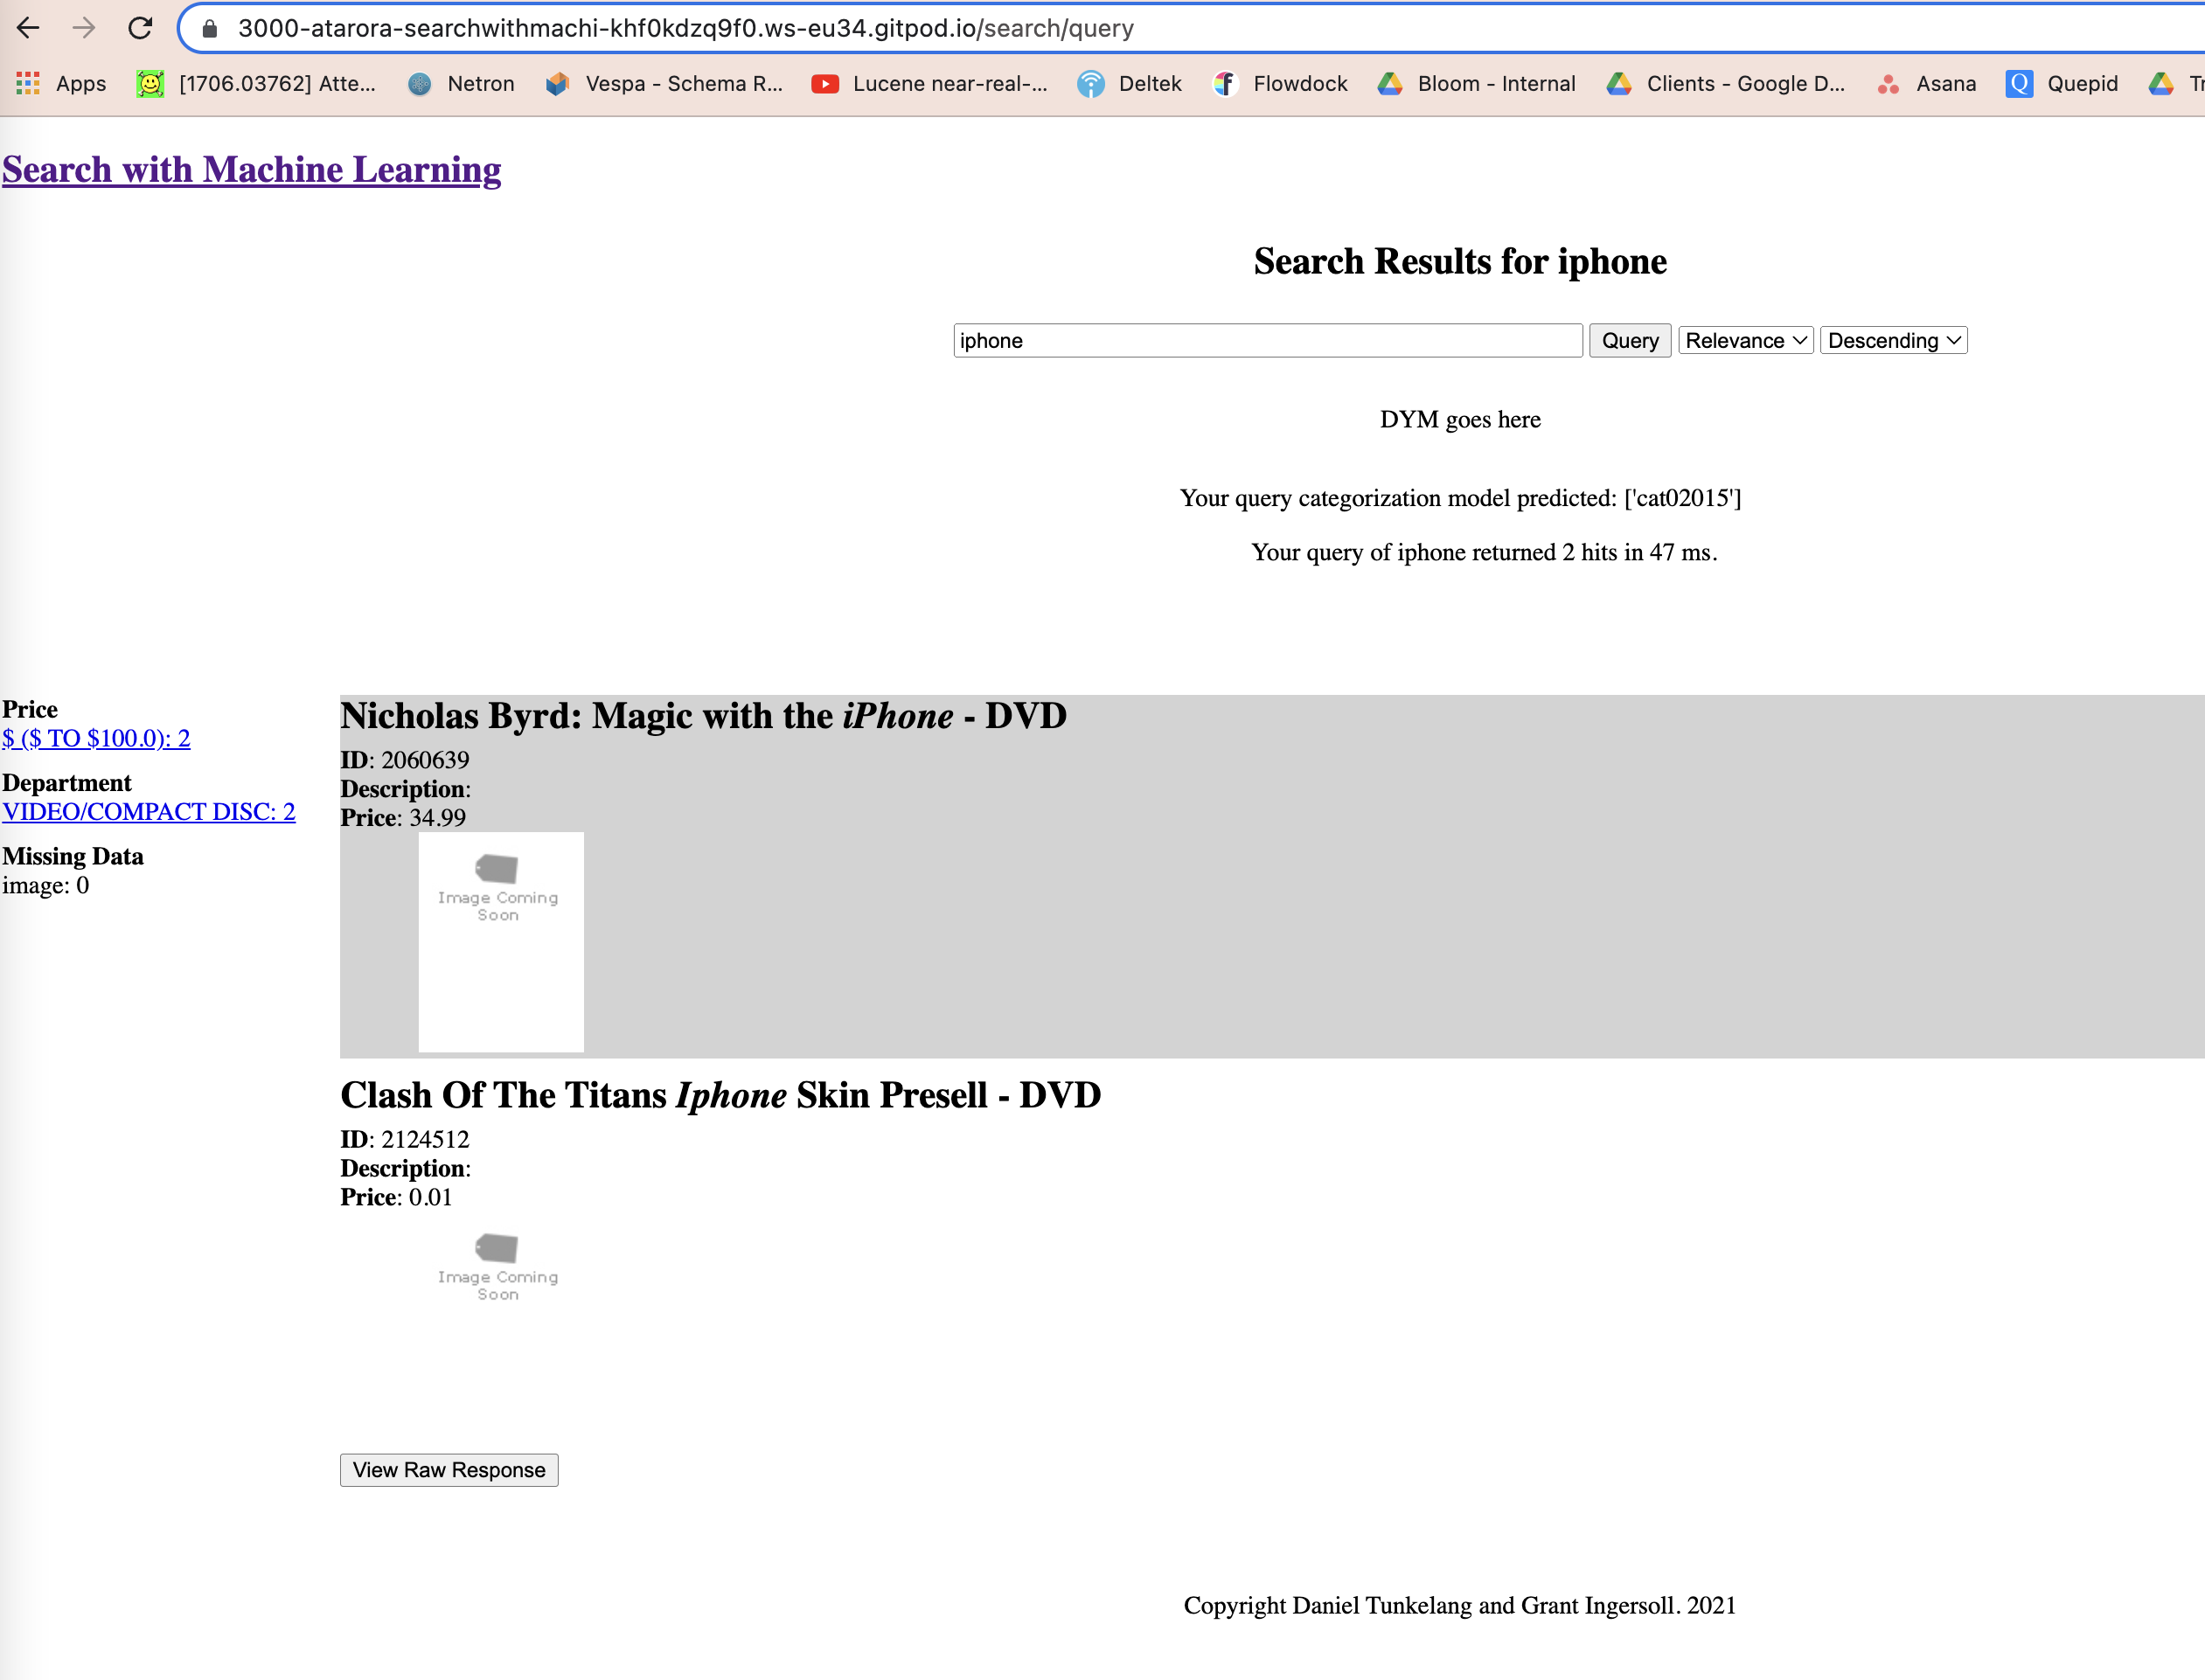 3000-atarora-searchwithmachi-khf0kdzq9f0.ws-eu34.gitpod.io/search/query
Apps [1706.03762] Atte... Netron Vespa - Schema R... Lucene near-real-... Deltek Flowdock Bloom - Internal Clients - Google D... Asana Quepid Tr
Search with Machine Learning
Search Results for iphone
iphone Query Relevance Descending
DYM goes here
Your query categorization model predicted: ['cat02015']
Your query of iphone returned 2 hits in 47 ms.
Price
$ ($ TO $100.0): 2
Department
VIDEO/COMPACT DISC: 2
Missing Data
image: 0
Nicholas Byrd: Magic with the iPhone - DVD
ID: 2060639
Description:
Price: 34.99
Image Coming
Soon
Clash Of The Titans Iphone Skin Presell - DVD
ID: 2124512
Description:
Price: 0.01
Image Coming
Soon
View Raw Response
Copyright Daniel Tunkelang and Grant Ingersoll. 2021